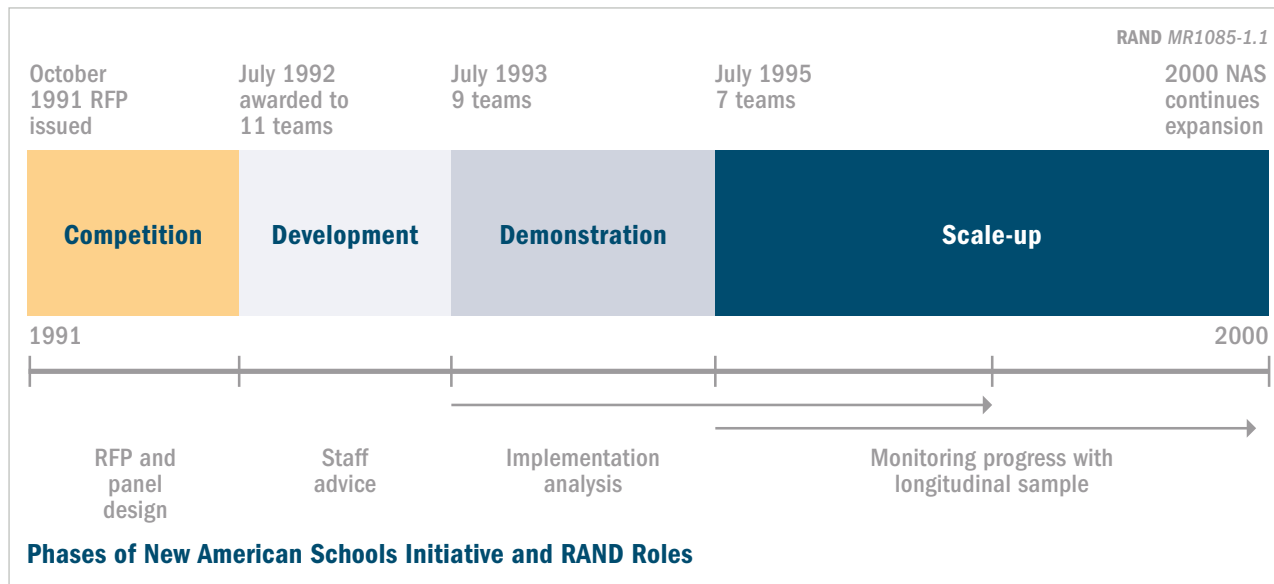 RAND MR1085-1.1
October
1991 RFP
issued
July 1992
awarded to
11 teams
July 1993
9 teams
July 1995
7 teams
2000 NAS
continues
expansion
Competition
Development
Demonstration
Scale-up
1991
2000
RFP and
panel
design
Staff
advice
Implementation
analysis
Monitoring progress with
longitudinal sample
Phases of New American Schools Initiative and RAND Roles